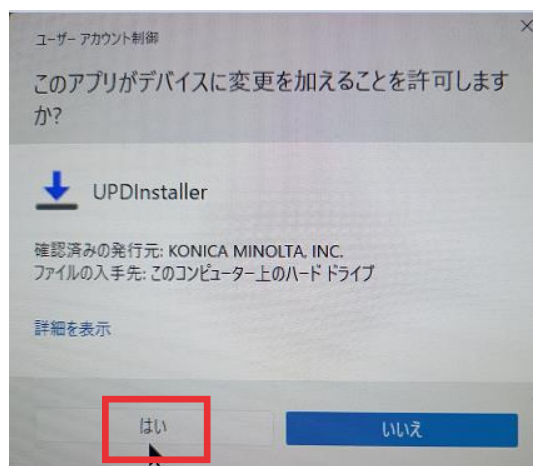 ユーザー アカウント制御
このアプリがデバイスに変更を加えることを許可します
か?
UPDInstaller
確認済みの発行元: KONICA MINOLTA, INC.
ファイルの入手先: このコンピューター上のハード ドライブ
詳細を表示
はい
いいえ